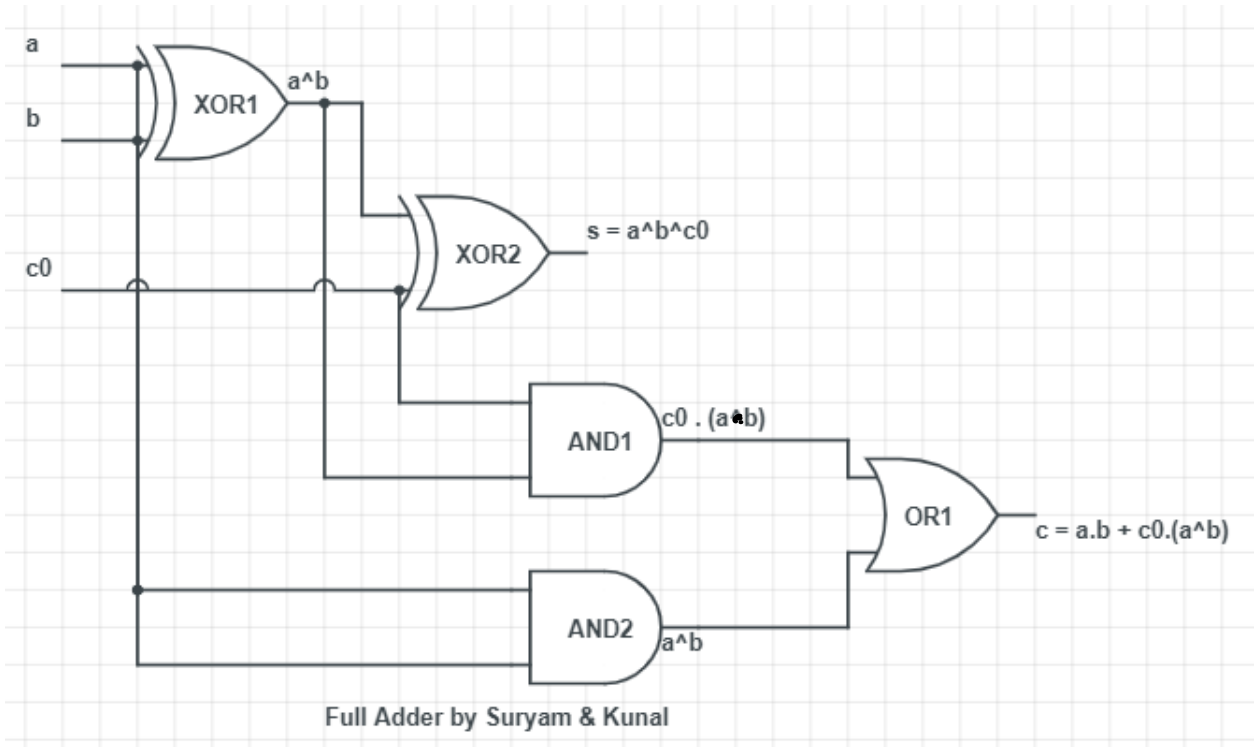 a
a^b
XOR1
b
s = a^b^c0
XOR2
c0
c0 . (a^b)
AND1
OR1
c = a.b + c0.(a^b)
AND2
a^b
Full Adder by Suryam & Kunal